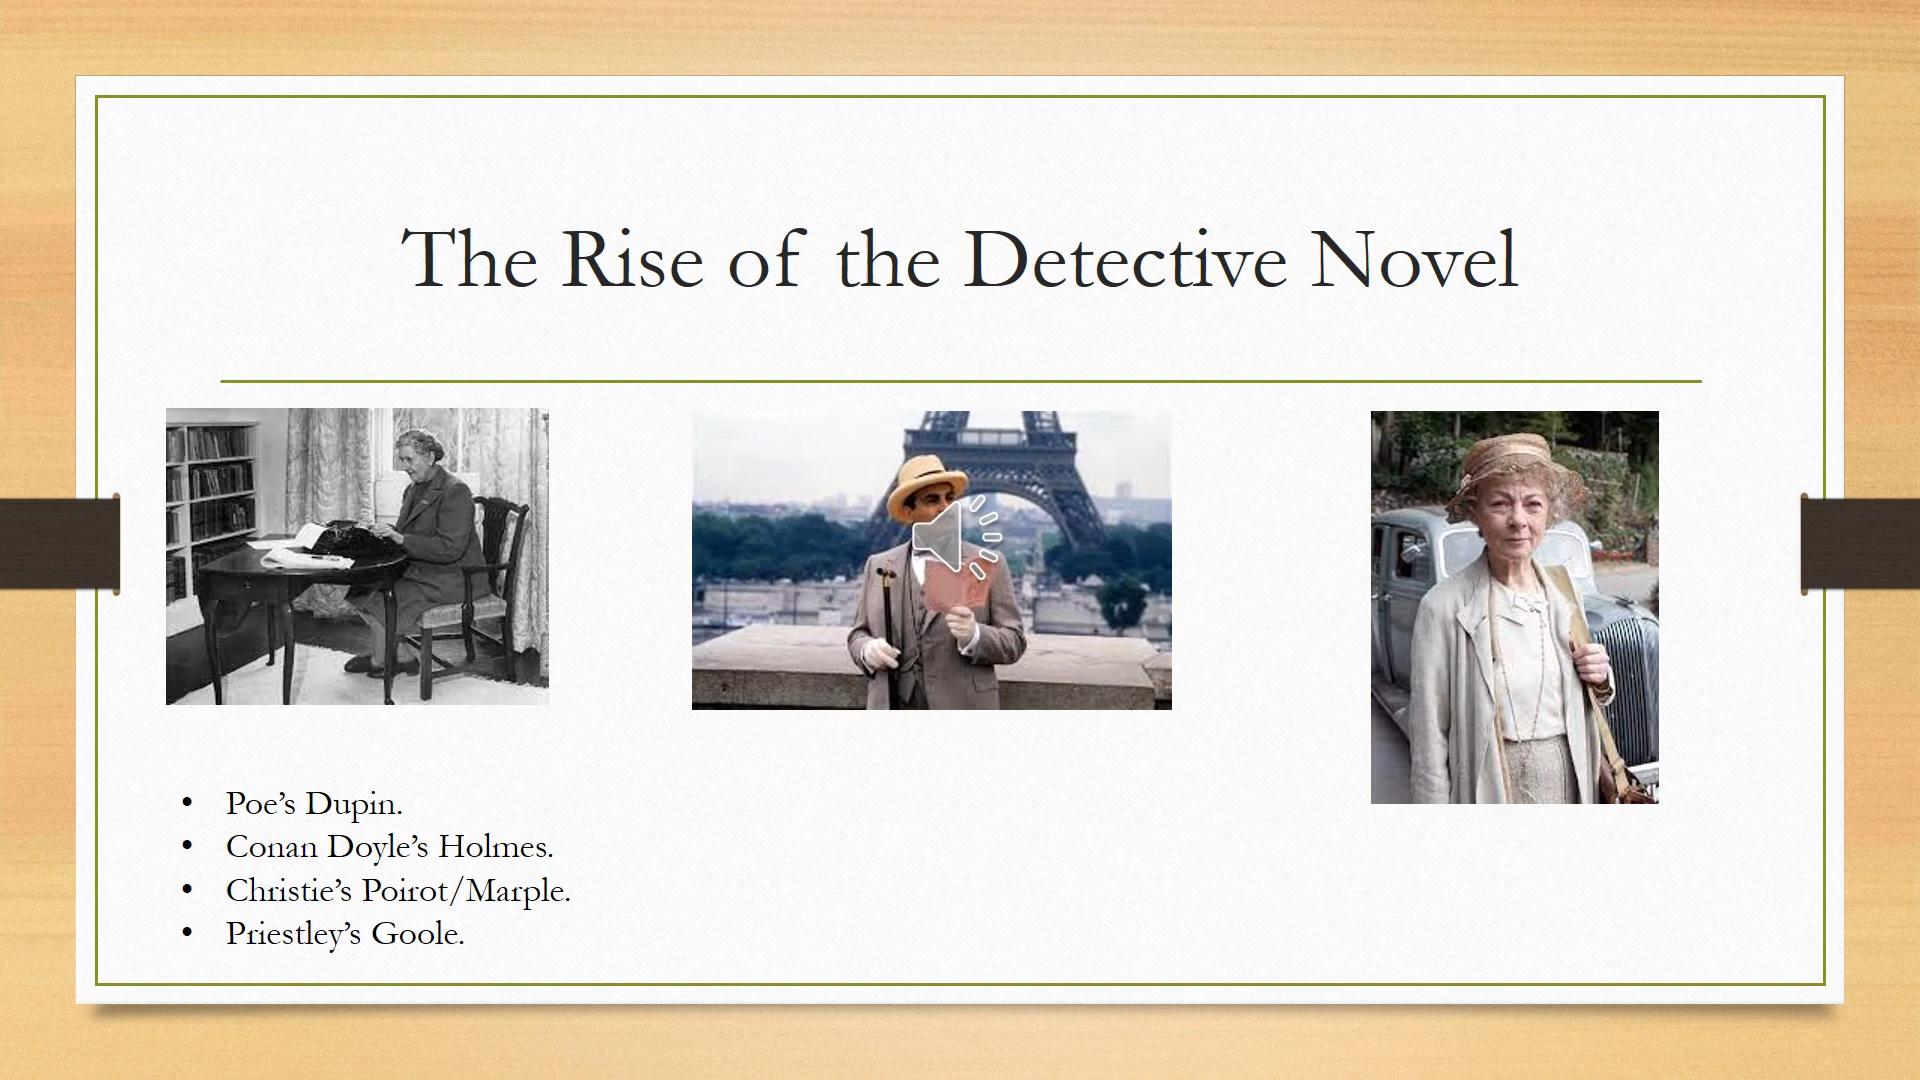 The Rise of the Detective Novel
• Poe’s Dupin.
• Conan Doyle’s Holmes.
• Christie’s Poirot/Marple.
• Priestley’s Goole.